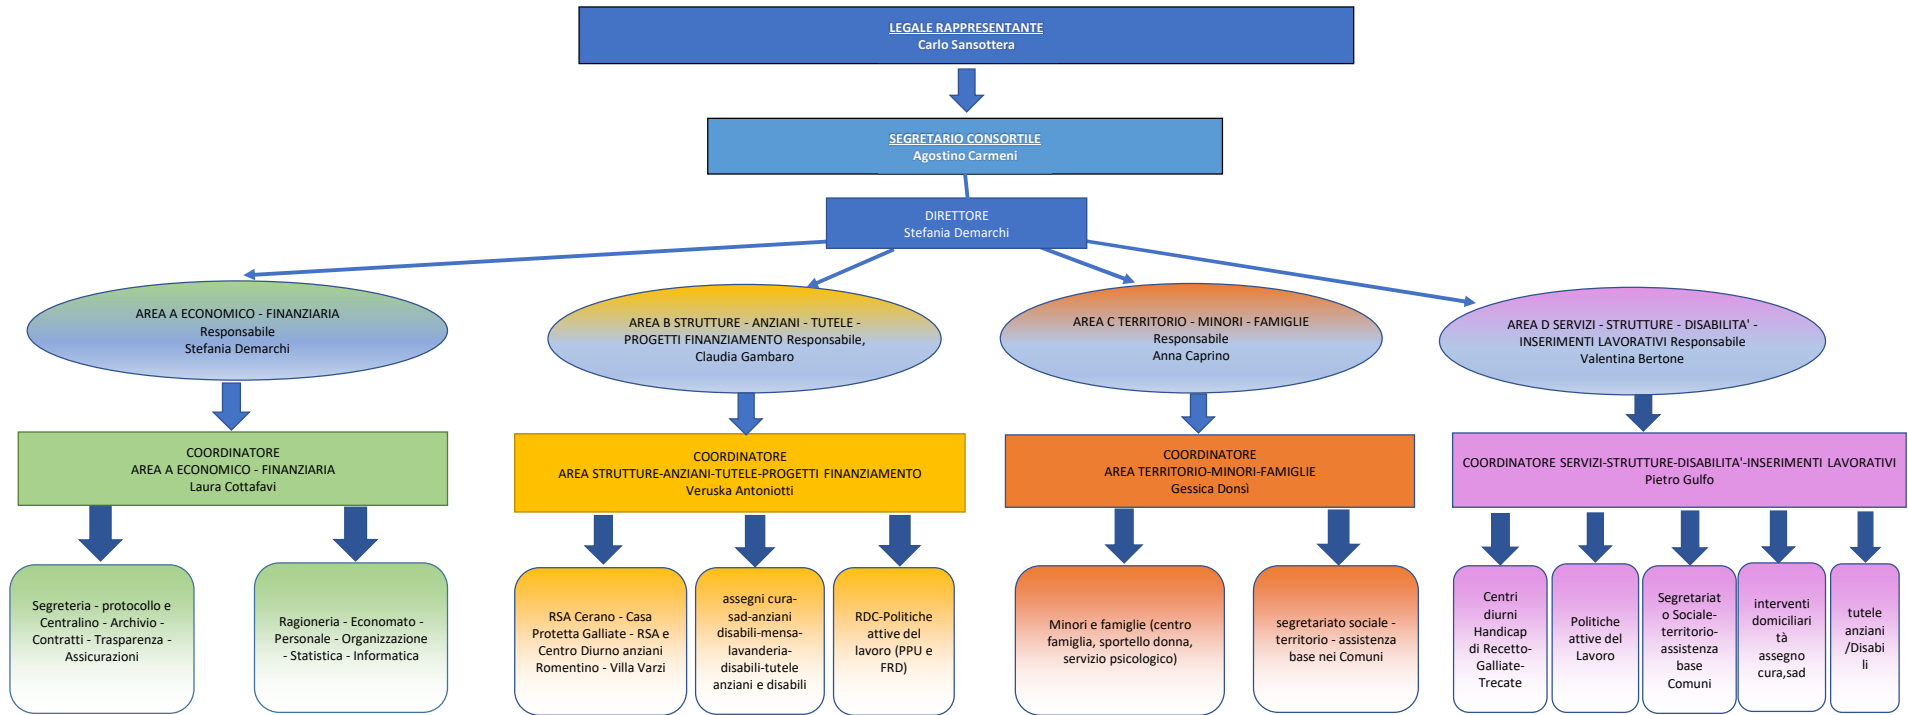 LEGALE RAPPRESENTANTE
Carlo Sansottera
SEGRETARIO CONSORTILE
Agostino Carmeni
DIRETTORE
Stefania Demarchi
AREA A ECONOMICO - FINANZIARIA
Responsabile
Stefania Demarchi
AREA B STRUTTURE - ANZIANI - TUTELE -
PROGETTI FINANZIAMENTO Responsabile,
Claudia Gambaro
AREA C TERRITORIO - MINORI - FAMIGLIE
Responsabile
Anna Caprino
AREA D SERVIZI - STRUTTURE - DISABILITA' -
INSERIMENTI LAVORATIVI Responsabile
Valentina Bertone
COORDINATORE
AREA A ECONOMICO - FINANZIARIA
Laura Cottafavi
COORDINATORE
AREA STRUTTURE-ANZIANI-TUTELE-PROGETTI FINANZIAMENTO
Veruska Antoniotti
COORDINATORE
AREA TERRITORIO-MINORI-FAMIGLIE
Gessica Donsì
COORDINATORE SERVIZI-STRUTTURE-DISABILITA'-INSERIMENTI LAVORATIVI
Pietro Gulfo
Segreteria - protocollo e
Centralino - Archivio -
Contratti - Trasparenza -
Assicurazioni
Ragioneria - Economato -
Personale - Organizzazione
- Statistica - Informatica
RSA Cerano - Casa
Protetta Galliate - RSA e
Centro Diurno anziani
Romentino - Villa Varzi
assegni cura-
sad-anziani
disabili-mensa-
lavanderia-
disabili-tutele
anziani e disabili
RDC-Politiche
attive del
lavoro (PPU e
FRD)
Minori e famiglie (centro
famiglia, sportello donna,
servizio psicologico)
segretariato sociale -
territorio - assistenza
base nei Comuni
Centri
diurni
Handicap
di Recetto-
Galliate-
Trecate
Politiche
attive del
Lavoro
Segretariat
o Sociale-
territorio-
assistenza
base
Comuni
interventi
domiciliari
tà
assegno
cura,sad
tutele
anziani
/Disabi
li